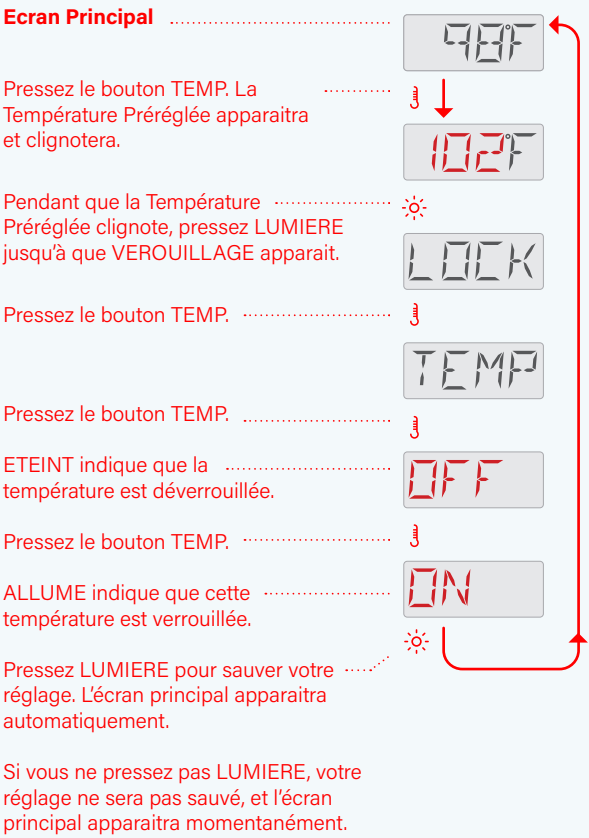 Ecran Principal
98°F
Pressez le bouton TEMP. La
Température Préréglée apparaitra
et clignotera.
102°F
Pendant que la Température
Préréglée clignote, pressez LUMIERE
jusqu'à que VEROUILLAGE apparait.
LOCK
Pressez le bouton TEMP.
TEMP
Pressez le bouton TEMP.
ETEINT indique que la
température est déverrouillée.
OFF
Pressez le bouton TEMP.
ALLUME indique que cette
température est verrouillée.
ON
Pressez LUMIERE pour sauver votre
réglage. L'écran principal apparaitra
automatiquement.
Si vous ne pressez pas LUMIERE, votre
réglage ne sera pas sauvé, et l'écran
principal apparaitra momentanément.